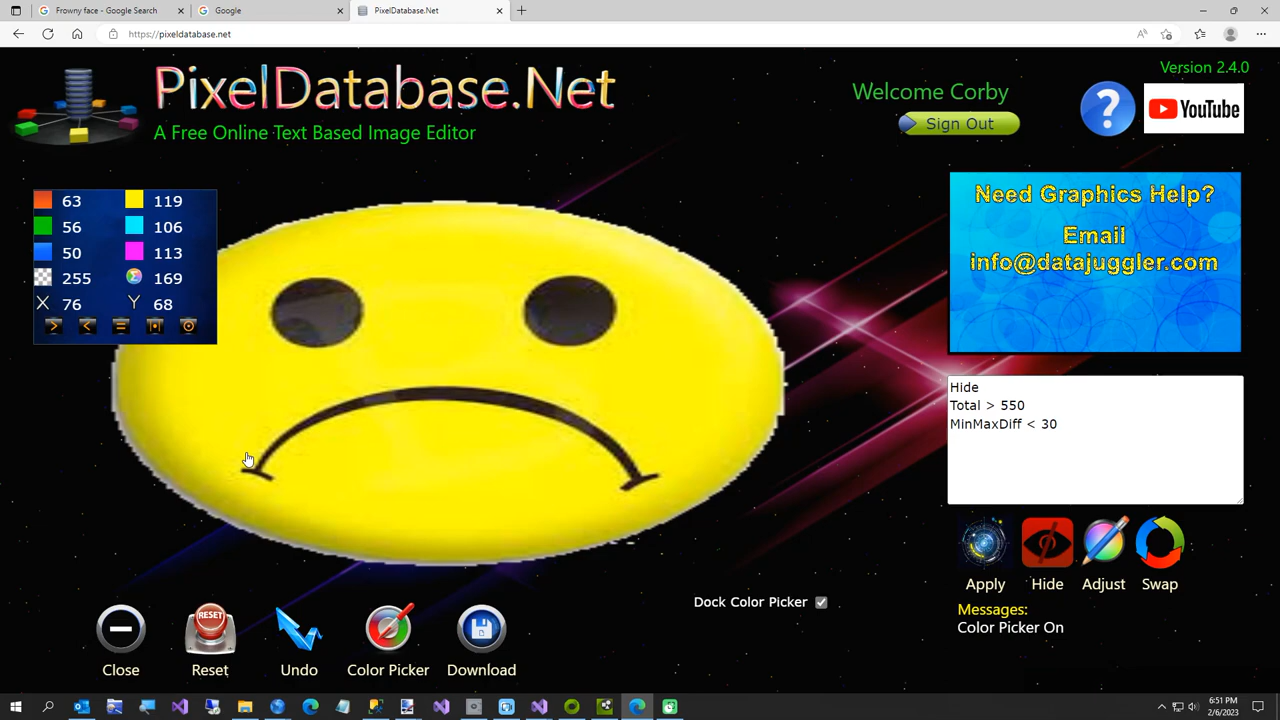 Frowny face - Google Search
Google
PixelDatabase.Net
https://pixeldatabase.net
PixelDatabase.Net
A Free Online Text Based Image Editor
Welcome Corby
Sign Out
Version 2.4.0
?
YouTube
63 119
56 106
50 113
255 169
X 76 Y 68
Need Graphics Help?
Email
info@datajuggler.com
Hide
Total > 550
MinMaxDiff < 30
Apply Hide Adjust Swap
Messages:
Color Picker On
Dock Color Picker
RESET
Close Reset Undo Color Picker Download
6:51 PM
2/6/2023